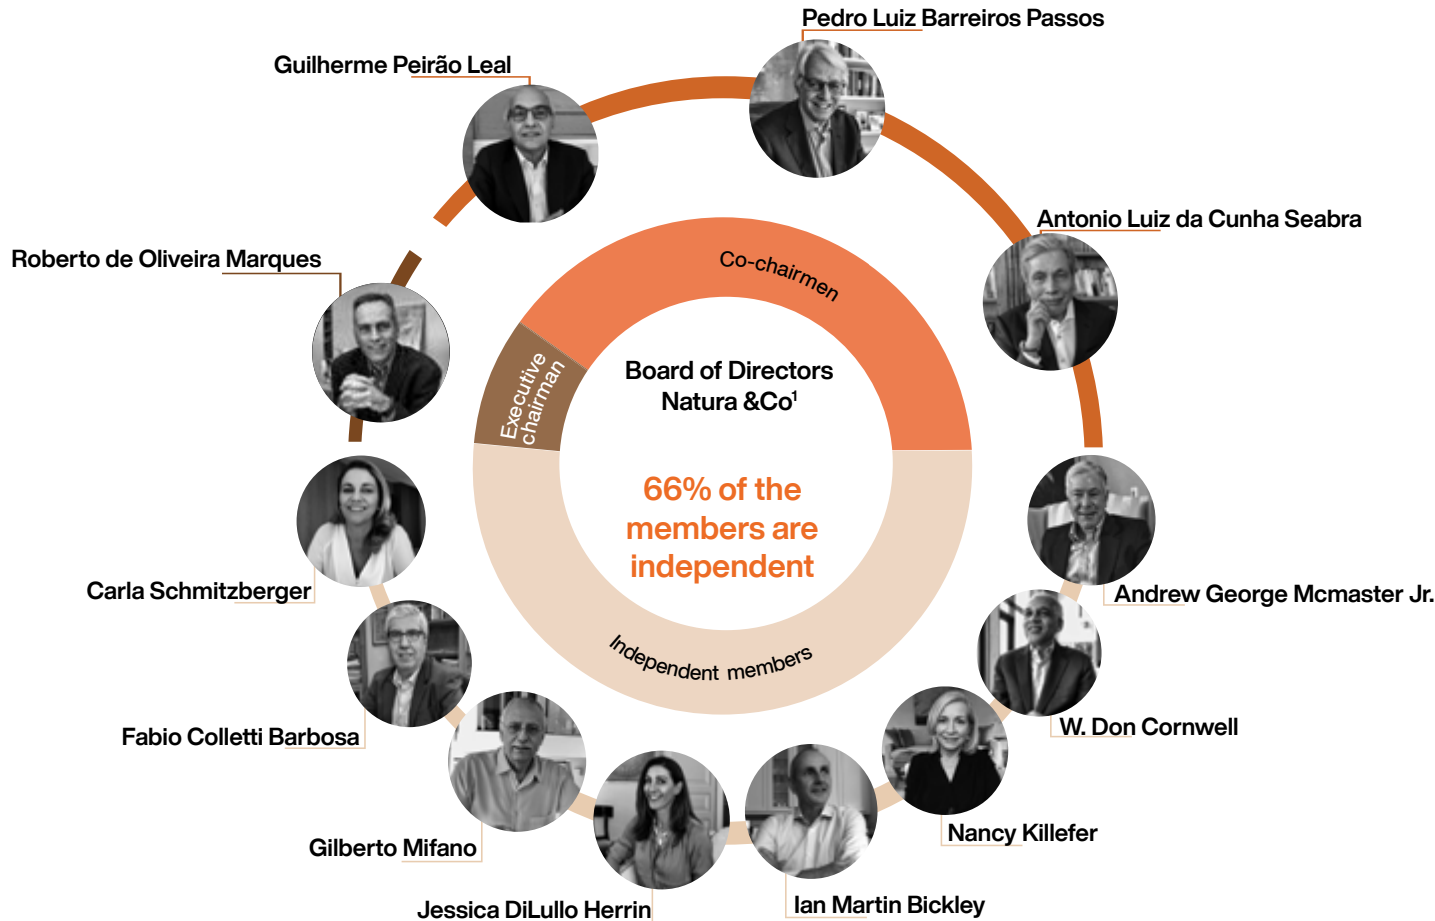 Pedro Luiz Barreiros Passos
Guilherme Peirão Leal
Antonio Luiz da Cunha Seabra
Roberto de Oliveira Marques
Co-chairmen
Executive
chairman
Board of Directors
Natura &Co¹
66% of the
members are
independent
Independent members
Carla Schmitzberger
Andrew George Mcmaster Jr.
Fabio Colletti Barbosa
W. Don Cornwell
Gilberto Mifano
Nancy Killefer
Jessica DiLullo Herrin
Ian Martin Bickley